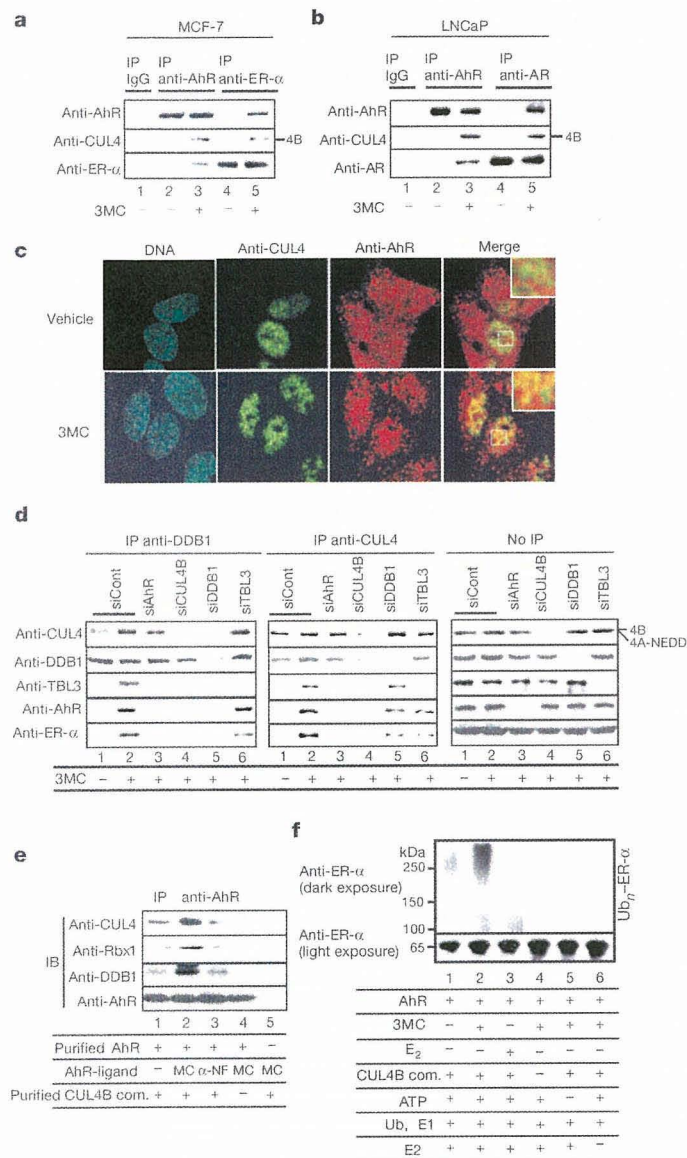 a
MCF-7
IP IgG
IP anti-AhR
IP anti-ER-α
Anti-AhR
Anti-CUL4
4B
Anti-ER-α
1 2 3 4 5
3MC - - + - +
b
LNCaP
IP IgG
IP anti-AhR
IP anti-AR
Anti-AhR
Anti-CUL4
4B
Anti-AR
1 2 3 4 5
3MC - - + - +
c
DNA Anti-CUL4 Anti-AhR Merge
Vehicle
3MC
d
IP anti-DDB1 IP anti-CUL4 No IP
siCont siAhR siCUL4B siDDB1 siTBL3
siCont siAhR siCUL4B siDDB1 siTBL3
siCont siAhR siCUL4B siDDB1 siTBL3
Anti-CUL4
4B
4A-NEDD
Anti-DDB1
Anti-TBL3
Anti-AhR
Anti-ER-α
1 2 3 4 5 6 1 2 3 4 5 6 1 2 3 4 5 6
3MC - + + + + + - + + + + + - + + + + +
e
IP anti-AhR
IB
Anti-CUL4
Anti-Rbx1
Anti-DDB1
Anti-AhR
1 2 3 4 5
Purified AhR + + + + -
AhR-ligand - MC α-NF MC MC
Purified CUL4B com. + + + - +
f
kDa
Anti-ER-α (dark exposure)
250
150
100
Ubn-ER-α
Anti-ER-α (light exposure)
65
1 2 3 4 5 6
AhR + + + + + +
3MC - + - + + +
E2 - - + - - -
CUL4B com. + + + - + +
ATP + + + + - +
Ub, E1 + + + + + +
E2 + + + + + -